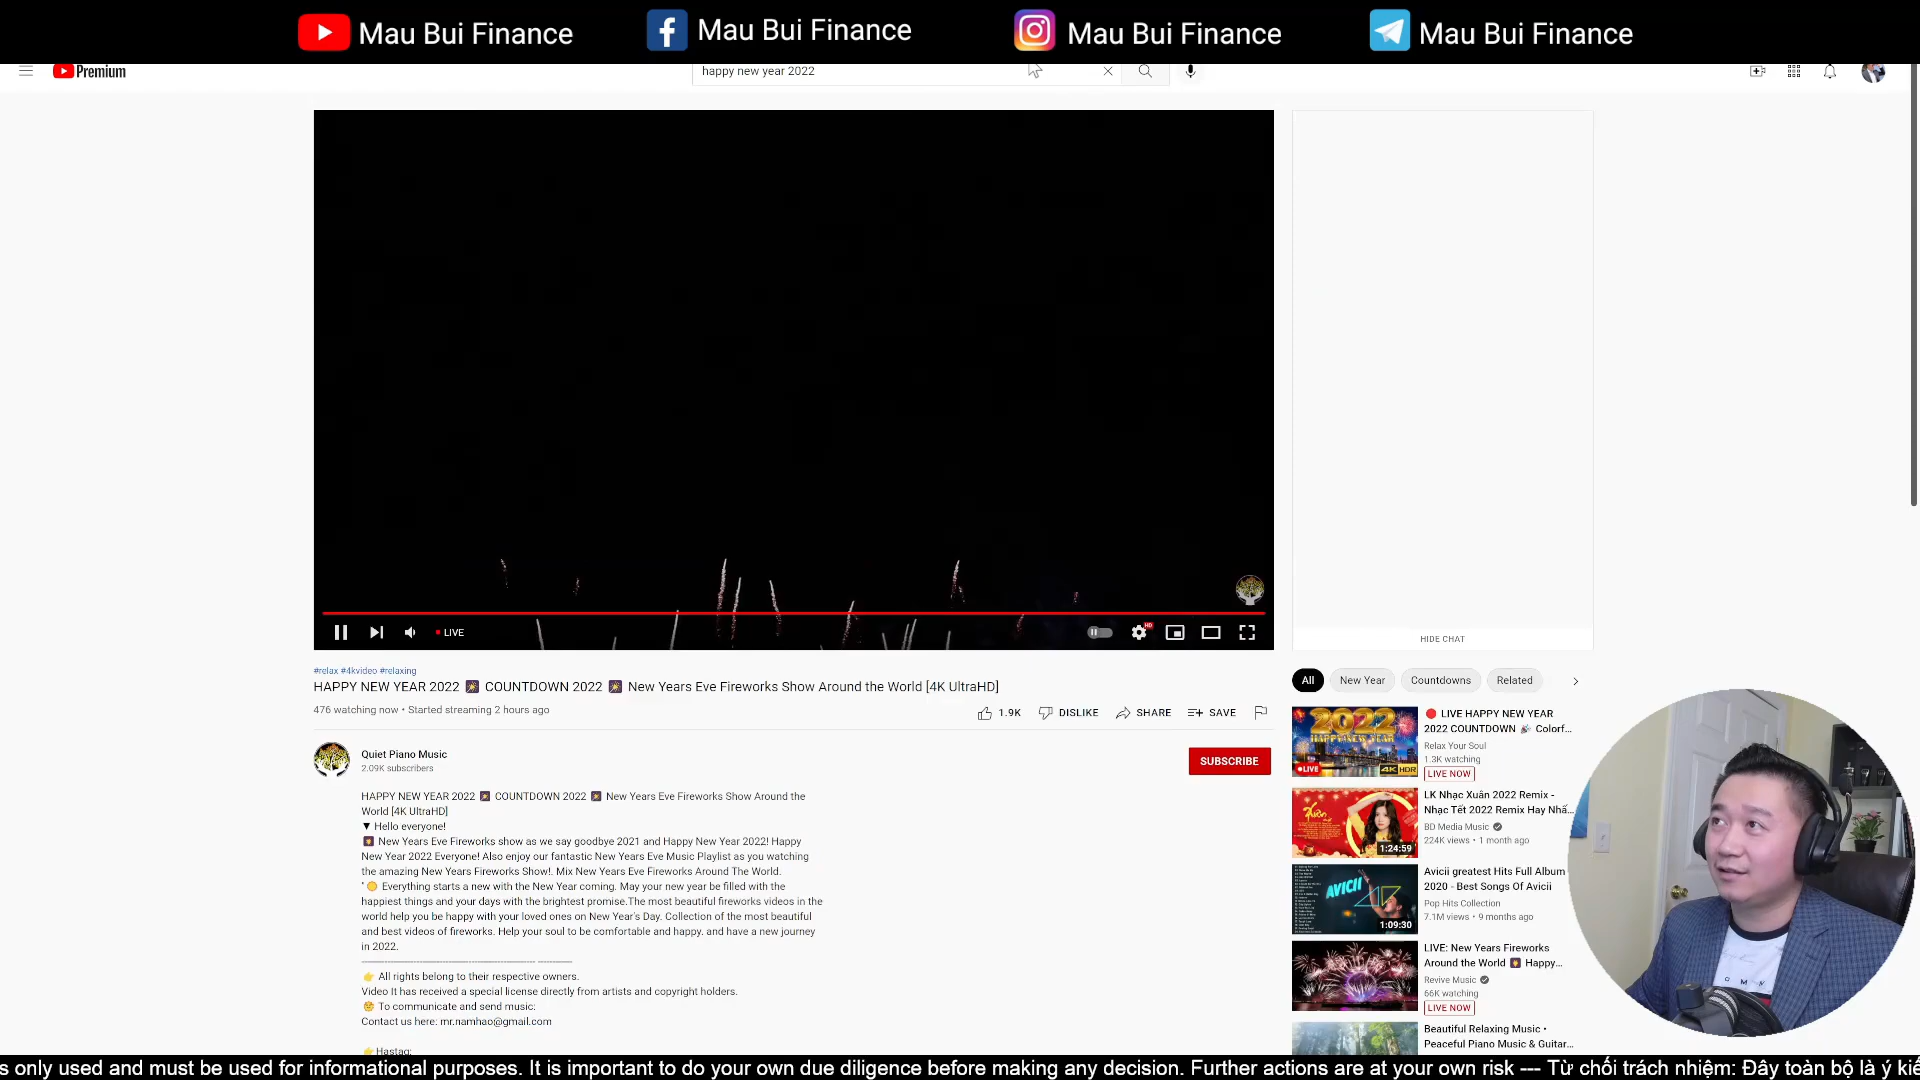 Mau Bui Finance
Mau Bui Finance
Mau Bui Finance
Mau Bui Finance
Premium
happy new year 2022
LIVE
HD
HIDE CHAT
#relax #4kvideo #relaxing
HAPPY NEW YEAR 2022 🎆 COUNTDOWN 2022 🎆 New Years Eve Fireworks Show Around the World [4K UltraHD]
476 watching now • Started streaming 2 hours ago
1.9K
DISLIKE
SHARE
SAVE
Quiet Piano Music
2.09K subscribers
SUBSCRIBE
HAPPY NEW YEAR 2022 🎆 COUNTDOWN 2022 🎆 New Years Eve Fireworks Show Around the
World [4K UltraHD]
▼ Hello everyone!
🎆 New Years Eve Fireworks show as we say goodbye 2021 and Happy New Year 2022! Happy
New Year 2022 Everyone! Also enjoy our fantastic New Years Eve Music Playlist as you watching
the amazing New Years Fireworks Show!. Mix New Years Eve Fireworks Around The World.
" 🌼 Everything starts a new with the New Year coming. May your new year be filled with the
happiest things and your days with the brightest promise.The most beautiful fireworks videos in the
world help you be happy with your loved ones on New Year's Day. Collection of the most beautiful
and best videos of fireworks. Help your soul to be comfortable and happy. and have a new journey
in 2022.
👉 All rights belong to their respective owners.
Video It has received a special license directly from artists and copyright holders.
To communicate and send music:
Contact us here: mr.namhao@gmail.com
👉 Hastag:
All
New Year
Countdowns
Related
2022
HAPPY NEW YEAR
LIVE
4K HDR
🔴 LIVE HAPPY NEW YEAR
2022 COUNTDOWN 🎉 Colorf...
Relax Your Soul
1.3K watching
LIVE NOW
Xuân
1:24:59
LK Nhạc Xuân 2022 Remix -
Nhạc Tết 2022 Remix Hay Nhấ...
BD Media Music
224K views • 1 month ago
AVICII
1:09:30
Avicii greatest Hits Full Album
2020 - Best Songs Of Avicii
Pop Hits Collection
7.1M views • 9 months ago
LIVE: New Years Fireworks
Around the World 🎆 Happy...
Revive Music
66K watching
LIVE NOW
Beautiful Relaxing Music •
Peaceful Piano Music & Guitar...
s only used and must be used for informational purposes. It is important to do your own due diligence before making any decision. Further actions are at your own risk --- Từ chối trách nhiệm: Đây toàn bộ là ý kiế